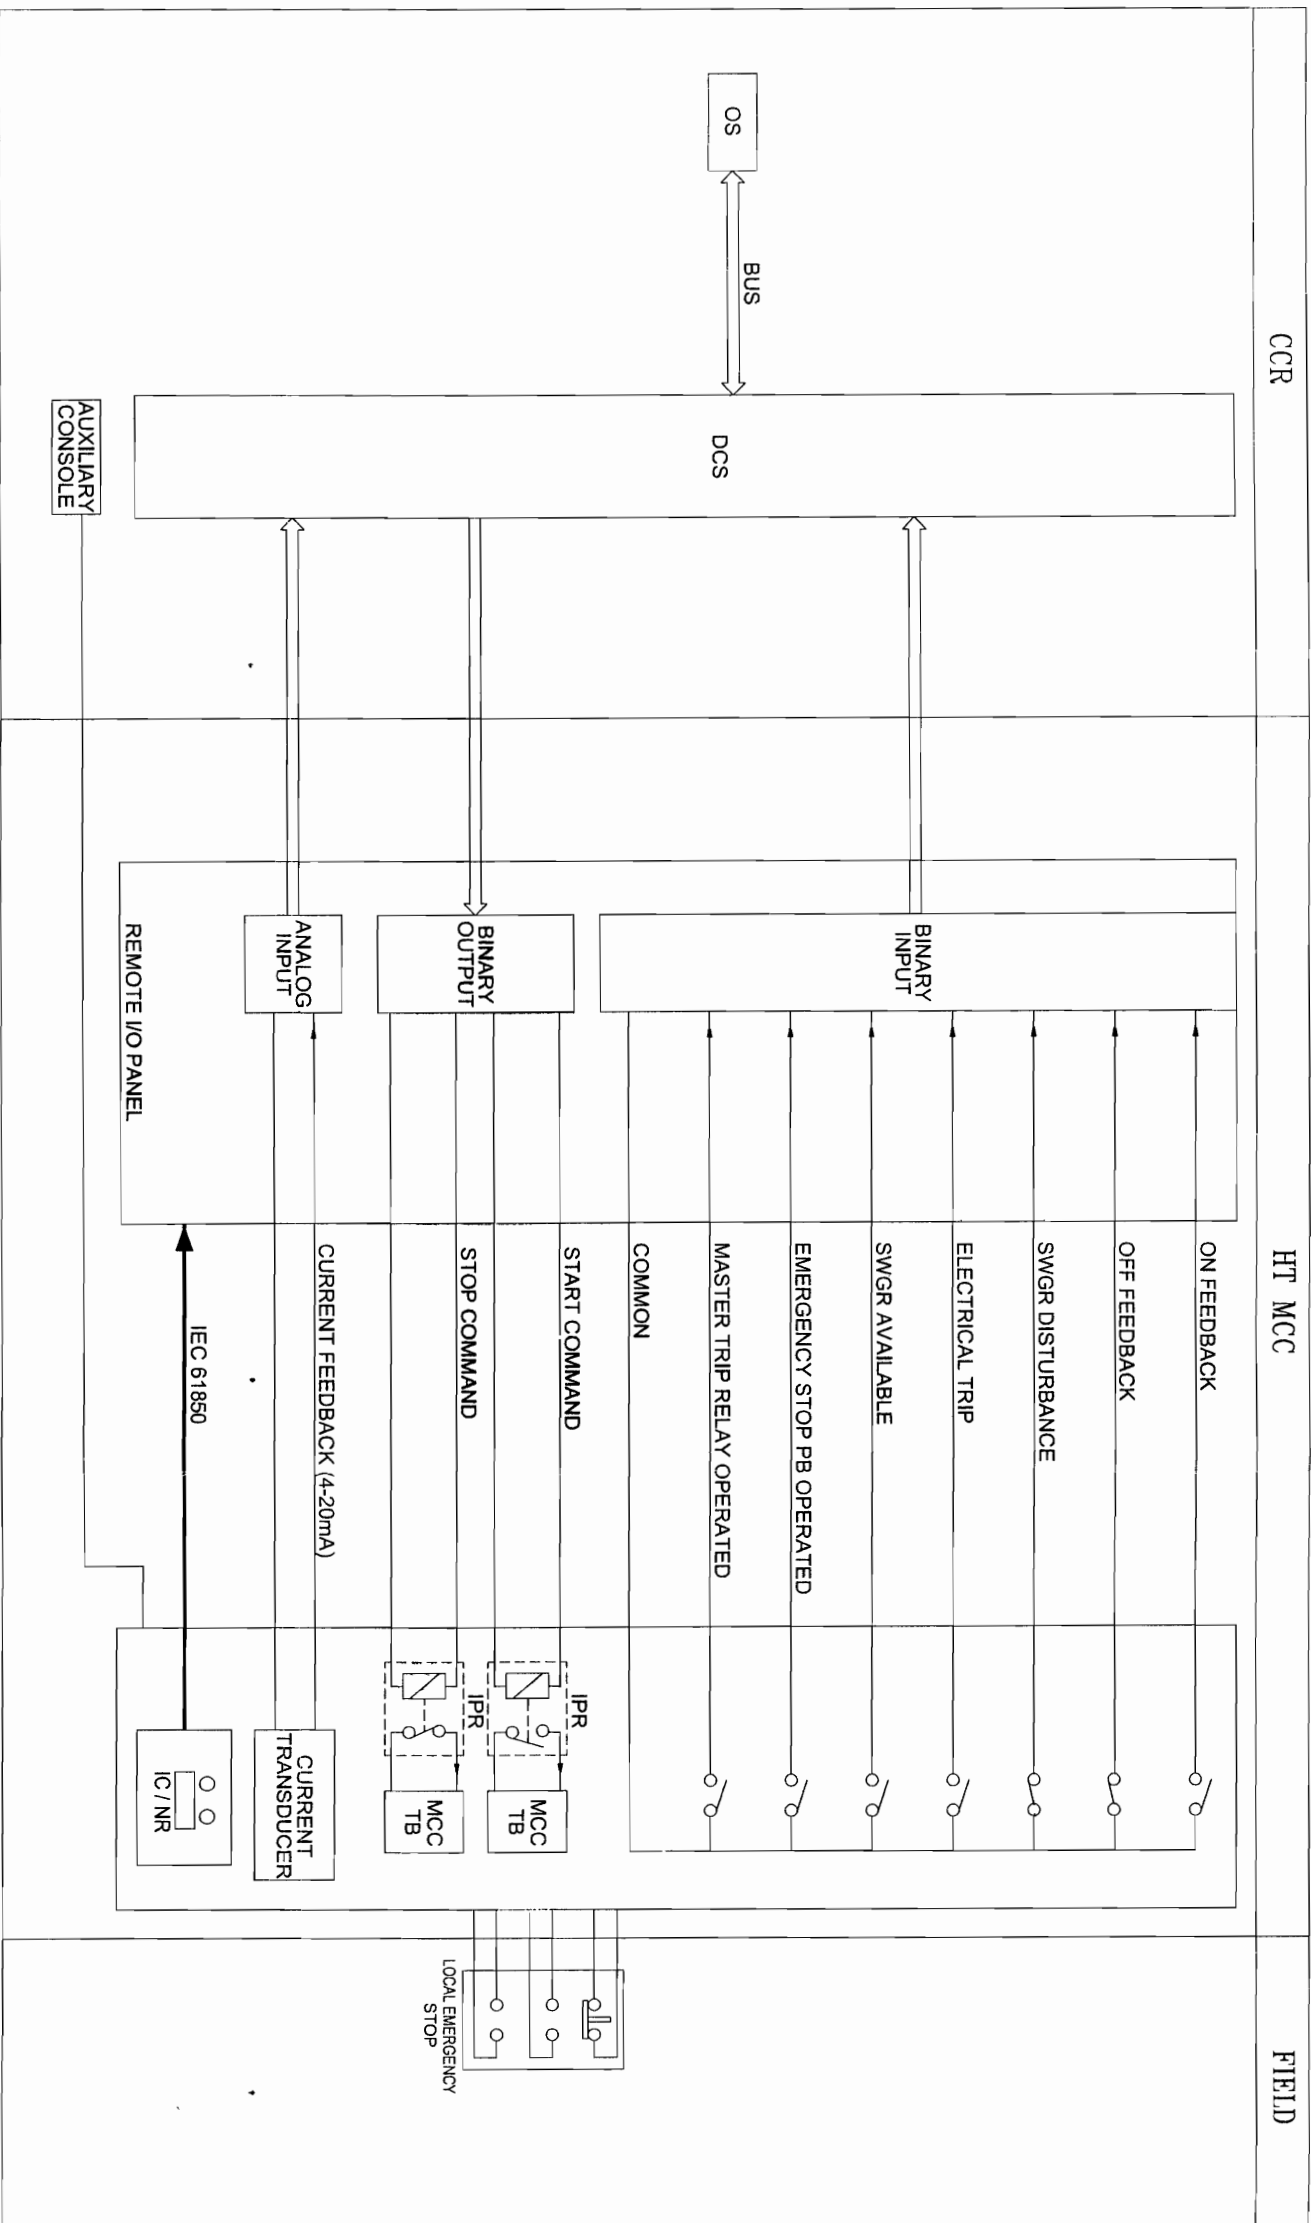 CCR
HT MCC
FIELD
OS
BUS
DCS
AUXILIARY
CONSOLE
BINARY
INPUT
BINARY
OUTPUT
ANALOG
INPUT
REMOTE I/O PANEL
ON FEEDBACK
OFF FEEDBACK
SWGR DISTURBANCE
ELECTRICAL TRIP
SWGR AVAILABLE
EMERGENCY STOP PB OPERATED
MASTER TRIP RELAY OPERATED
COMMON
START COMMAND
STOP COMMAND
CURRENT FEEDBACK (4-20mA)
IEC 61850
IPR
IPR
MCC
TB
MCC
TB
CURRENT
TRANSDUCER
IC / NR
LOCAL EMERGENCY
STOP